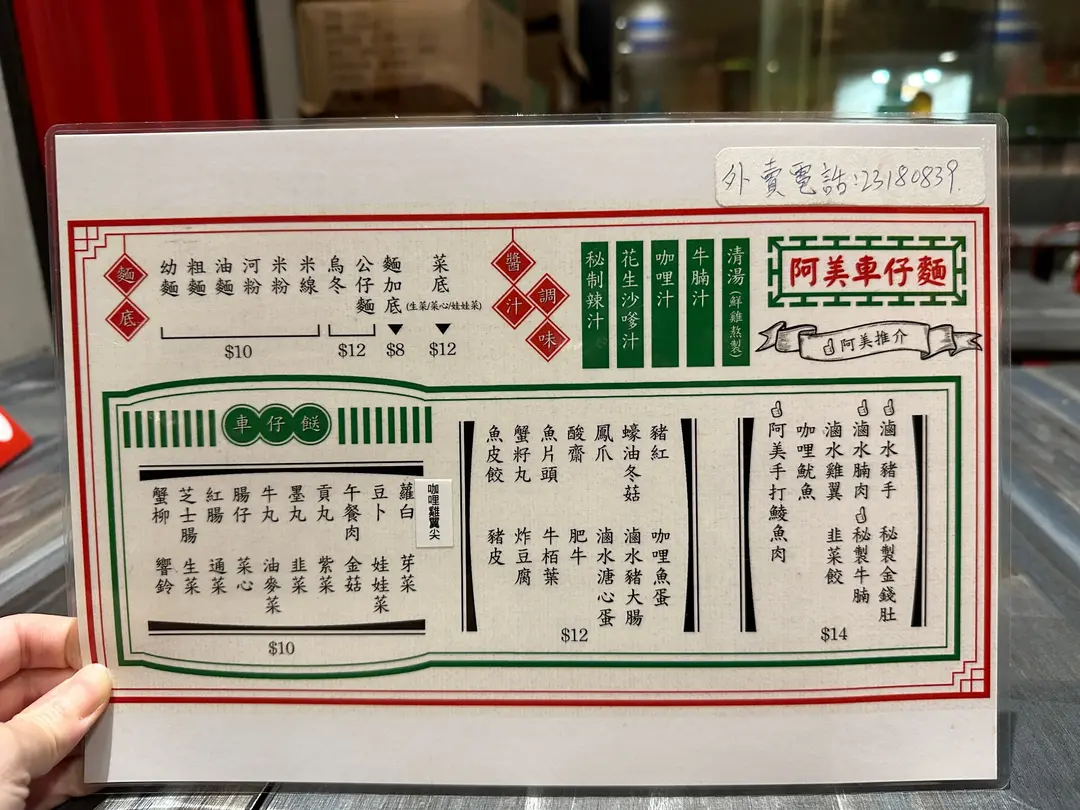 外賣電話:23180839.
阿美車仔麵
阿美推介
醬汁
調味
清湯(鮮雞熬製)
牛腩汁
咖哩汁
花生沙嗲汁
秘制辣汁
麵底
菜底
(生菜/菜心/娃娃菜)
$12
麵加底
$8
公仔麵
烏冬
$12
米線
米粉
河粉
油麵
粗麵
幼麵
$10
滷水豬手
滷水腩肉
滷水雞翼
咖哩魷魚
阿美手打鯪魚肉
秘製金錢肚
秘製牛腩
韭菜餃
$14
豬紅
蠔油冬菇
鳳爪
酸齋
魚片頭
蟹籽丸
魚皮餃
咖哩魚蛋
滷水豬大腸
滷水溏心蛋
肥牛
牛栢葉
炸豆腐
豬皮
$12
車仔餸
咖哩雞翼尖
蘿白
豆卜
午餐肉
貢丸
墨丸
牛丸
腸仔
紅腸
芝士腸
蟹柳
芽菜
娃娃菜
金菇
紫菜
韭菜
油麥菜
菜心
通菜
生菜
響鈴
$10